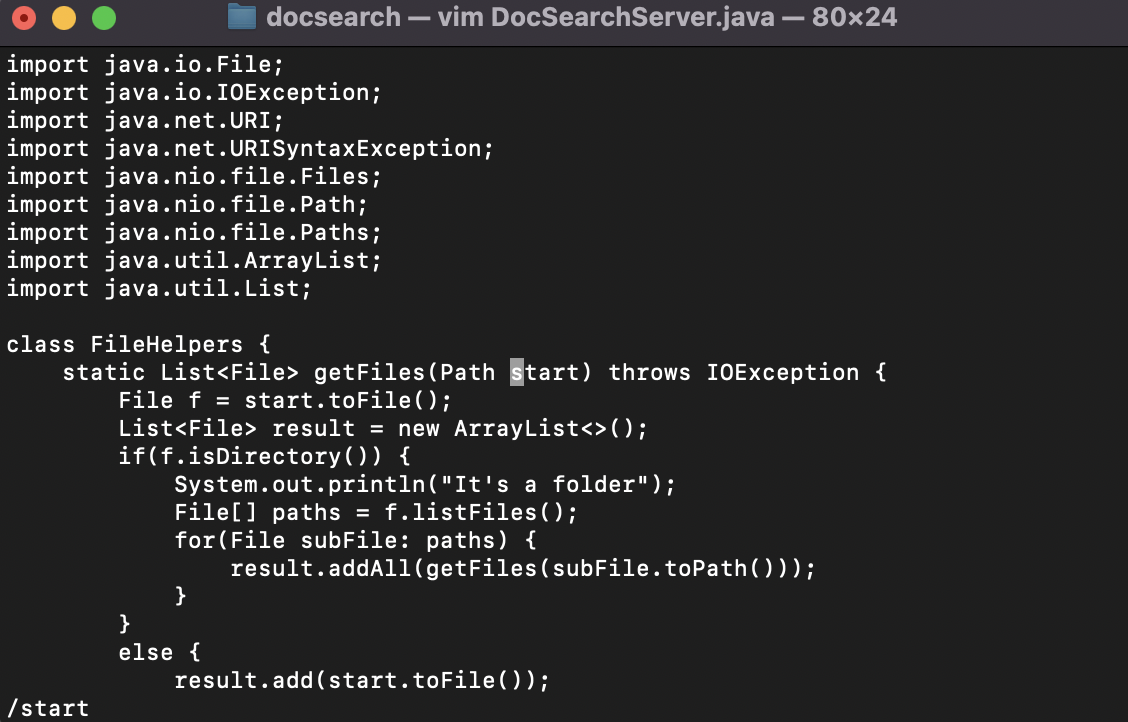 docsearch — vim DocSearchServer.java — 80×24
import java.io.File;
import java.io.IOException;
import java.net.URI;
import java.net.URISyntaxException;
import java.nio.file.Files;
import java.nio.file.Path;
import java.nio.file.Paths;
import java.util.ArrayList;
import java.util.List;

class FileHelpers {
    static List<File> getFiles(Path start) throws IOException {
        File f = start.toFile();
        List<File> result = new ArrayList<>();
        if(f.isDirectory()) {
            System.out.println("It's a folder");
            File[] paths = f.listFiles();
            for(File subFile: paths) {
                result.addAll(getFiles(subFile.toPath()));
            }
        }
        else {
            result.add(start.toFile());
/start